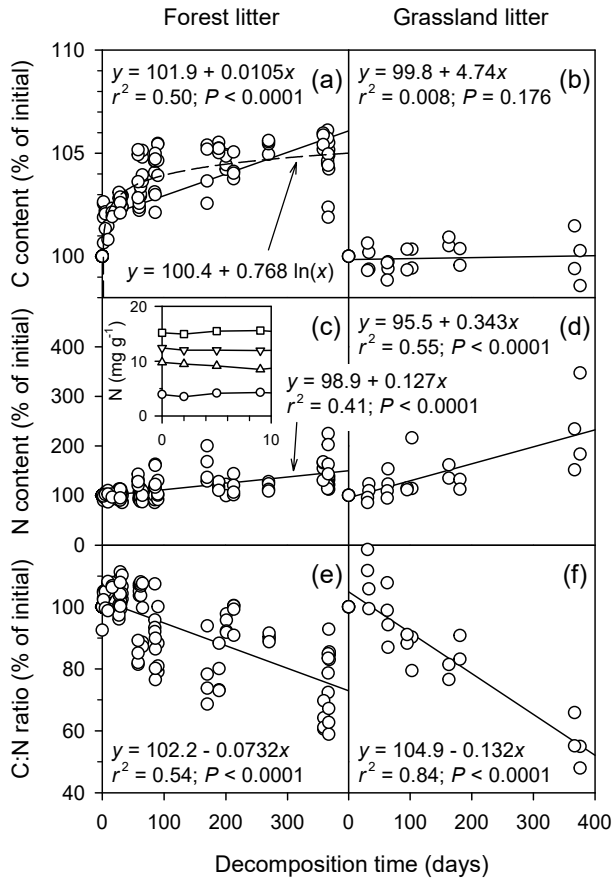 Forest litter
Grassland litter
C content (% of initial)
110
105
100
y = 101.9 + 0.0105x
r² = 0.50; P < 0.0001
(a)
y = 100.4 + 0.768 ln(x)
y = 99.8 + 4.74x
r² = 0.008; P = 0.176
(b)
N content (% of initial)
400
300
200
100
0
N (mg g⁻¹)
20
10
0
0
10
(c)
y = 98.9 + 0.127x
r² = 0.41; P < 0.0001
y = 95.5 + 0.343x
r² = 0.55; P < 0.0001
(d)
C:N ratio (% of initial)
100
80
60
40
(e)
y = 102.2 - 0.0732x
r² = 0.54; P < 0.0001
(f)
y = 104.9 - 0.132x
r² = 0.84; P < 0.0001
0 100 200 300 0 100 200 300 400
Decomposition time (days)